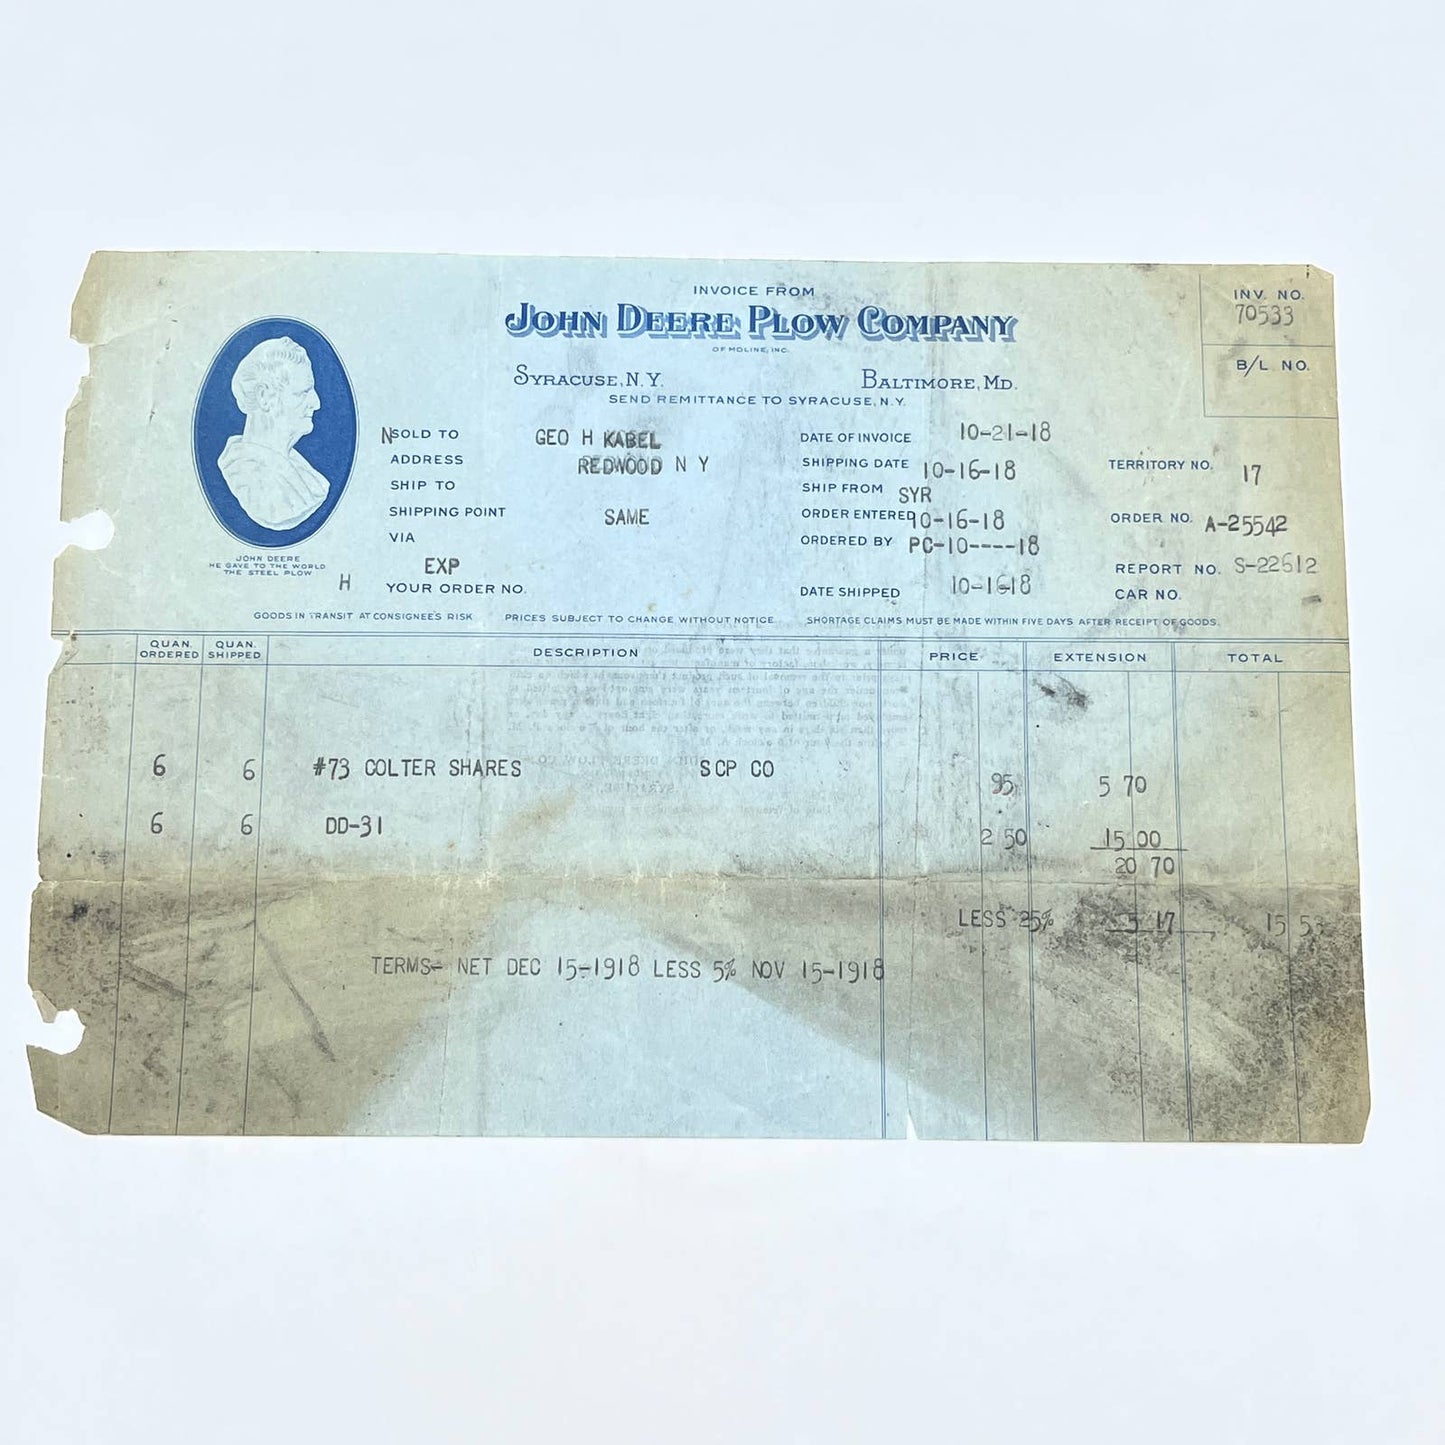 INVOICE FROM
JOHN DEERE PLOW COMPANY
OF MOLINE, INC.
SYRACUSE, N.Y. BALTIMORE, MD.
SEND REMITTANCE TO SYRACUSE, N.Y.
INV. NO.
70533
B/L NO.
JOHN DEERE
HE GAVE TO THE WORLD
THE STEEL PLOW
N SOLD TO GEO H KABEL
ADDRESS REDWOOD N Y
SHIP TO
SHIPPING POINT SAME
VIA
EXP
H YOUR ORDER NO.
DATE OF INVOICE 10-21-18
SHIPPING DATE 10-16-18
SHIP FROM SYR
ORDER ENTERED 10-16-18
ORDERED BY PC-10----18
DATE SHIPPED 10-1618
TERRITORY NO. 17
ORDER NO. A-25542
REPORT NO. S-22612
CAR NO.
GOODS IN TRANSIT AT CONSIGNEES RISK PRICES SUBJECT TO CHANGE WITHOUT NOTICE SHORTAGE CLAIMS MUST BE MADE WITHIN FIVE DAYS AFTER RECEIPT OF GOODS.
QUAN. ORDERED QUAN. SHIPPED DESCRIPTION PRICE EXTENSION TOTAL
6 6 #73 COLTER SHARES SCP CO 95 5 70
6 6 DD-31 2 50 15 00
20 70
LESS 25% 5 17 15 53
TERMS- NET DEC 15-1918 LESS 5% NOV 15-1918